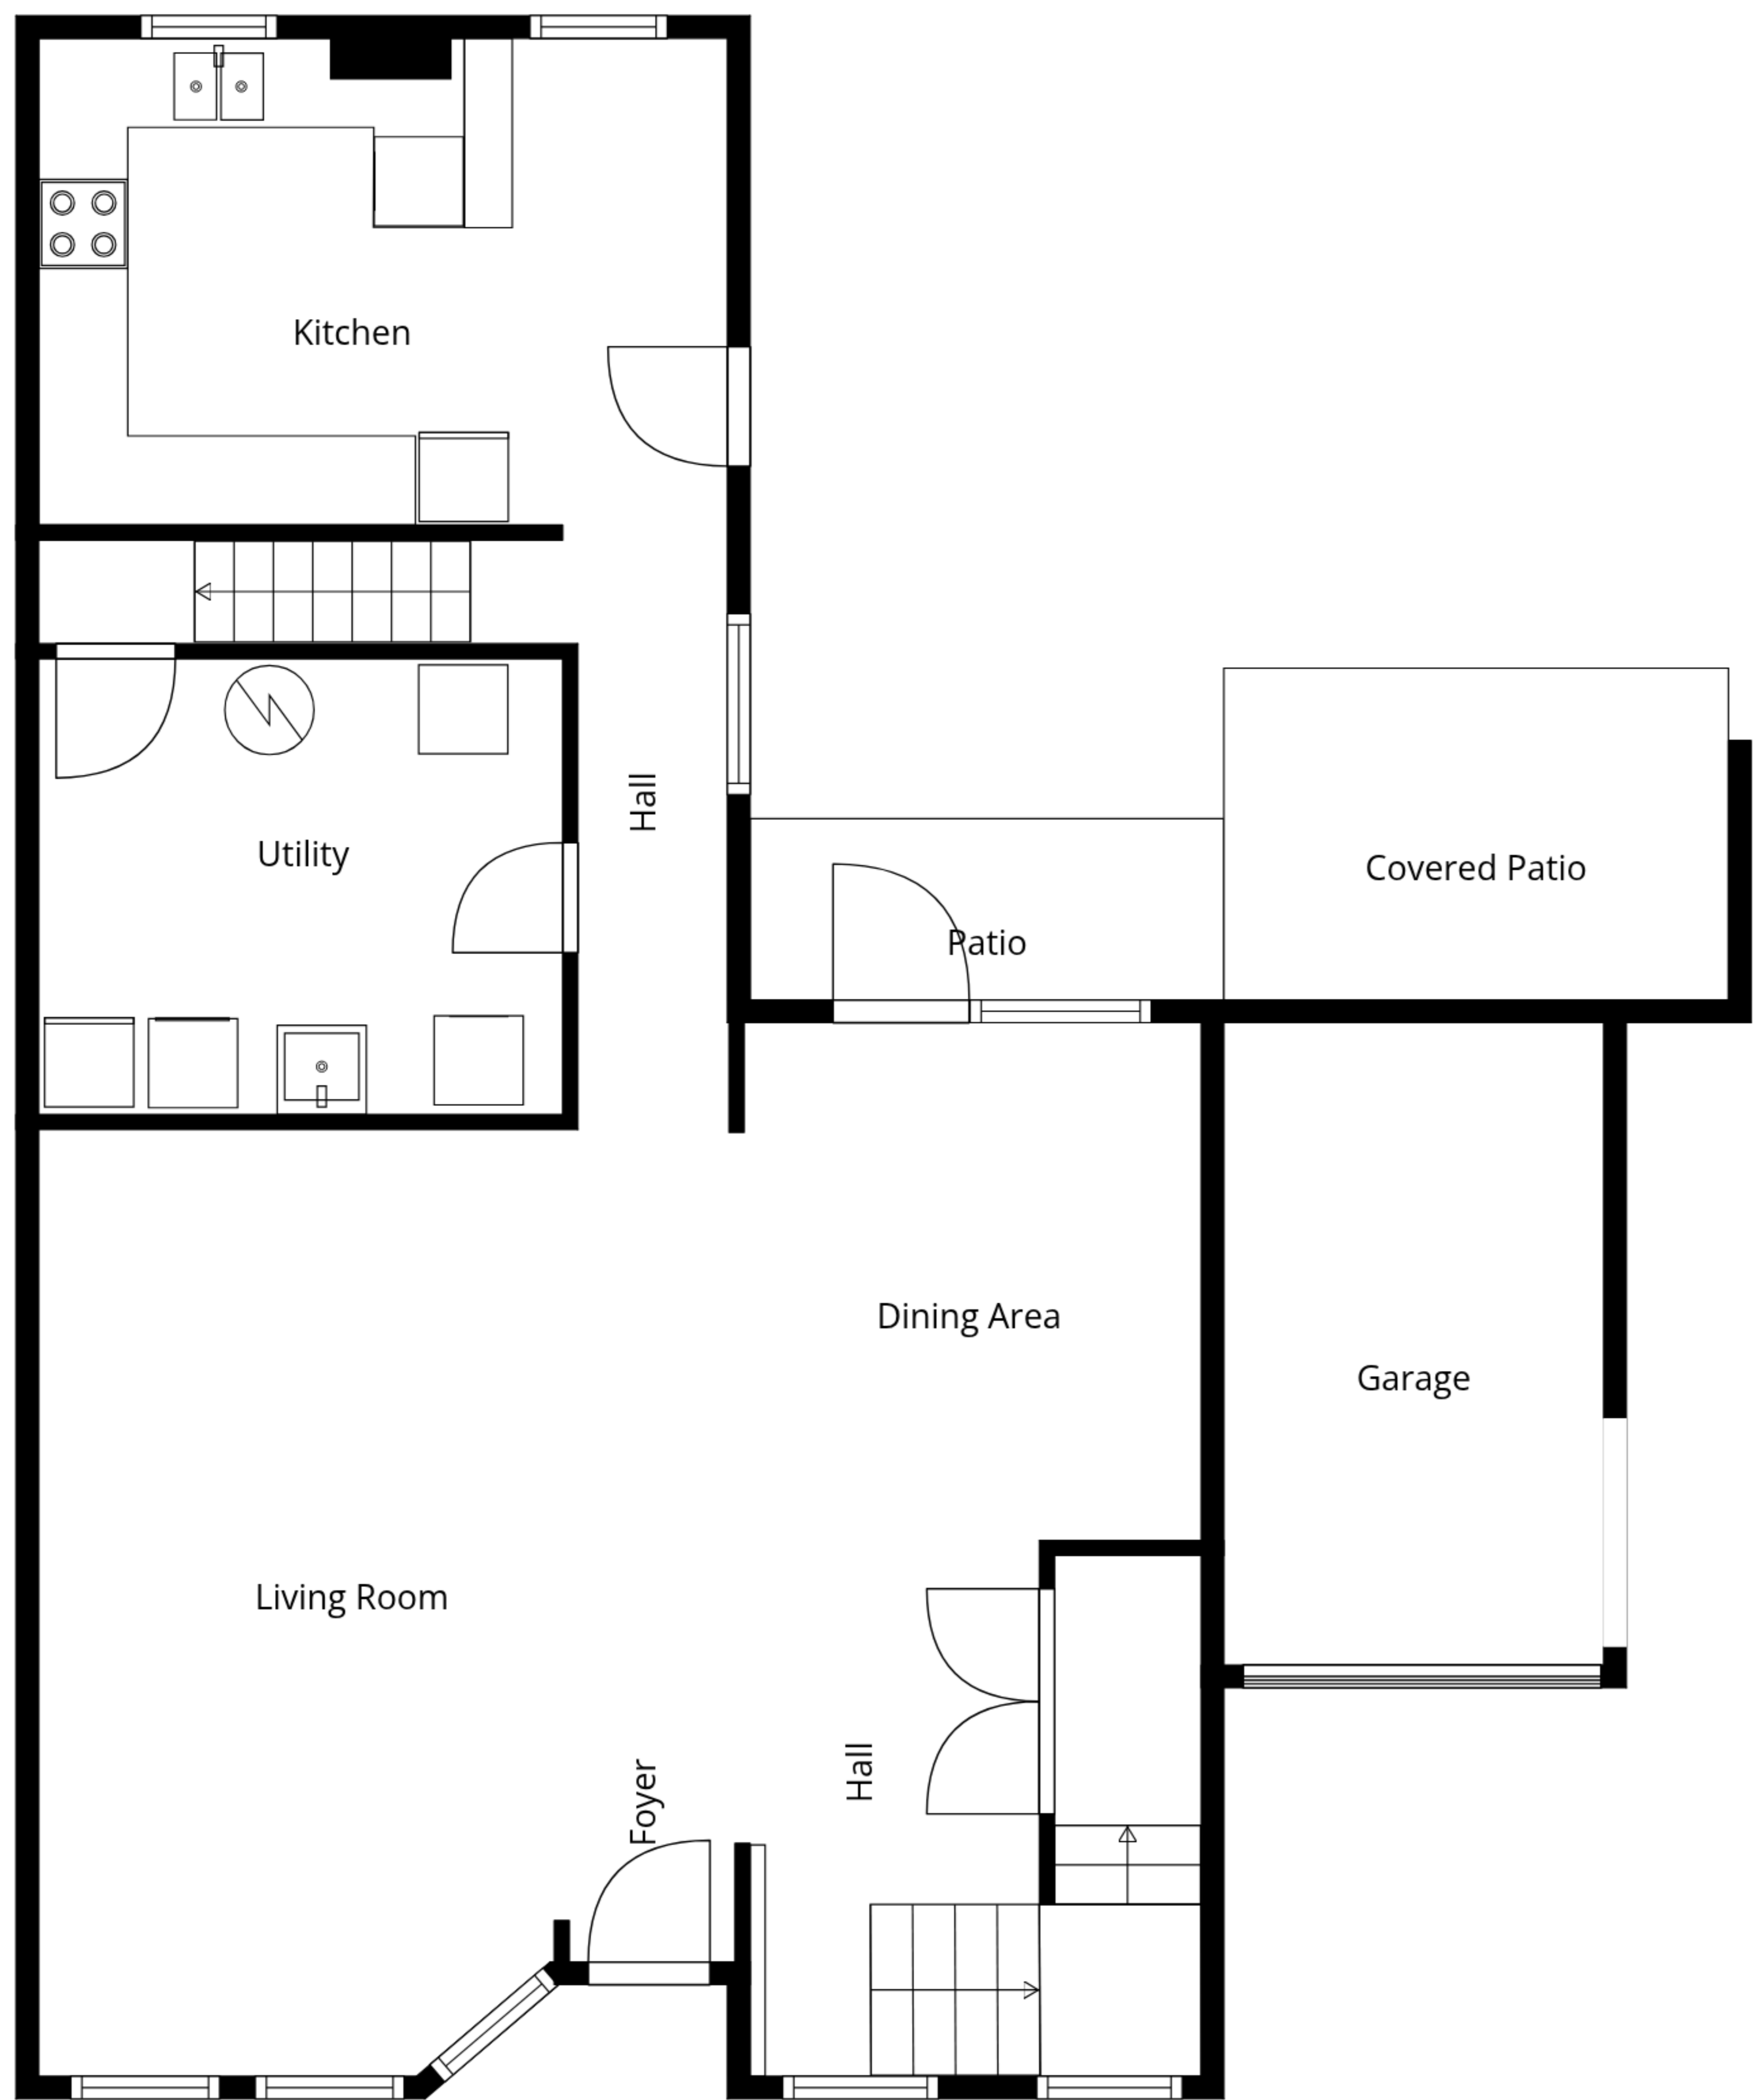 Kitchen
Hall
Utility
Covered Patio
Patio
Dining Area
Garage
Living Room
Hall
Foyer